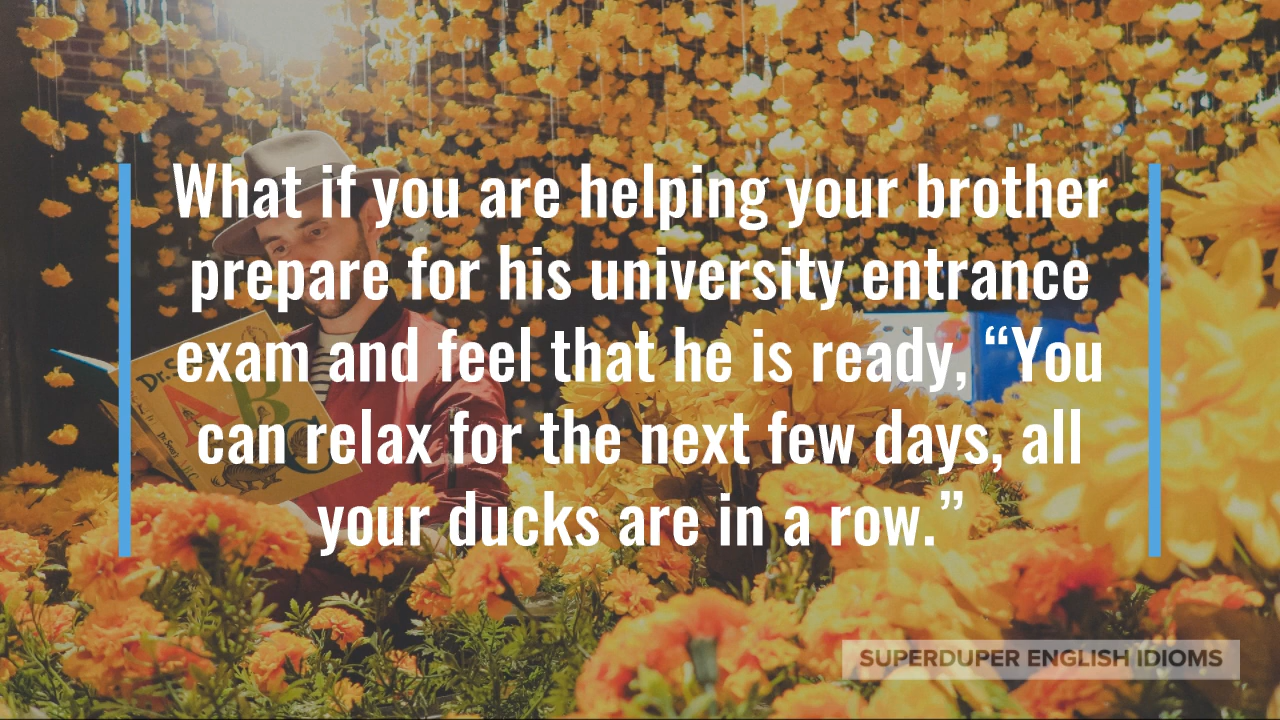 What if you are helping your brother
prepare for his university entrance
exam and feel that he is ready, “You
can relax for the next few days, all
your ducks are in a row.”
Dr.
A B C
SUPERDUPER ENGLISH IDIOMS